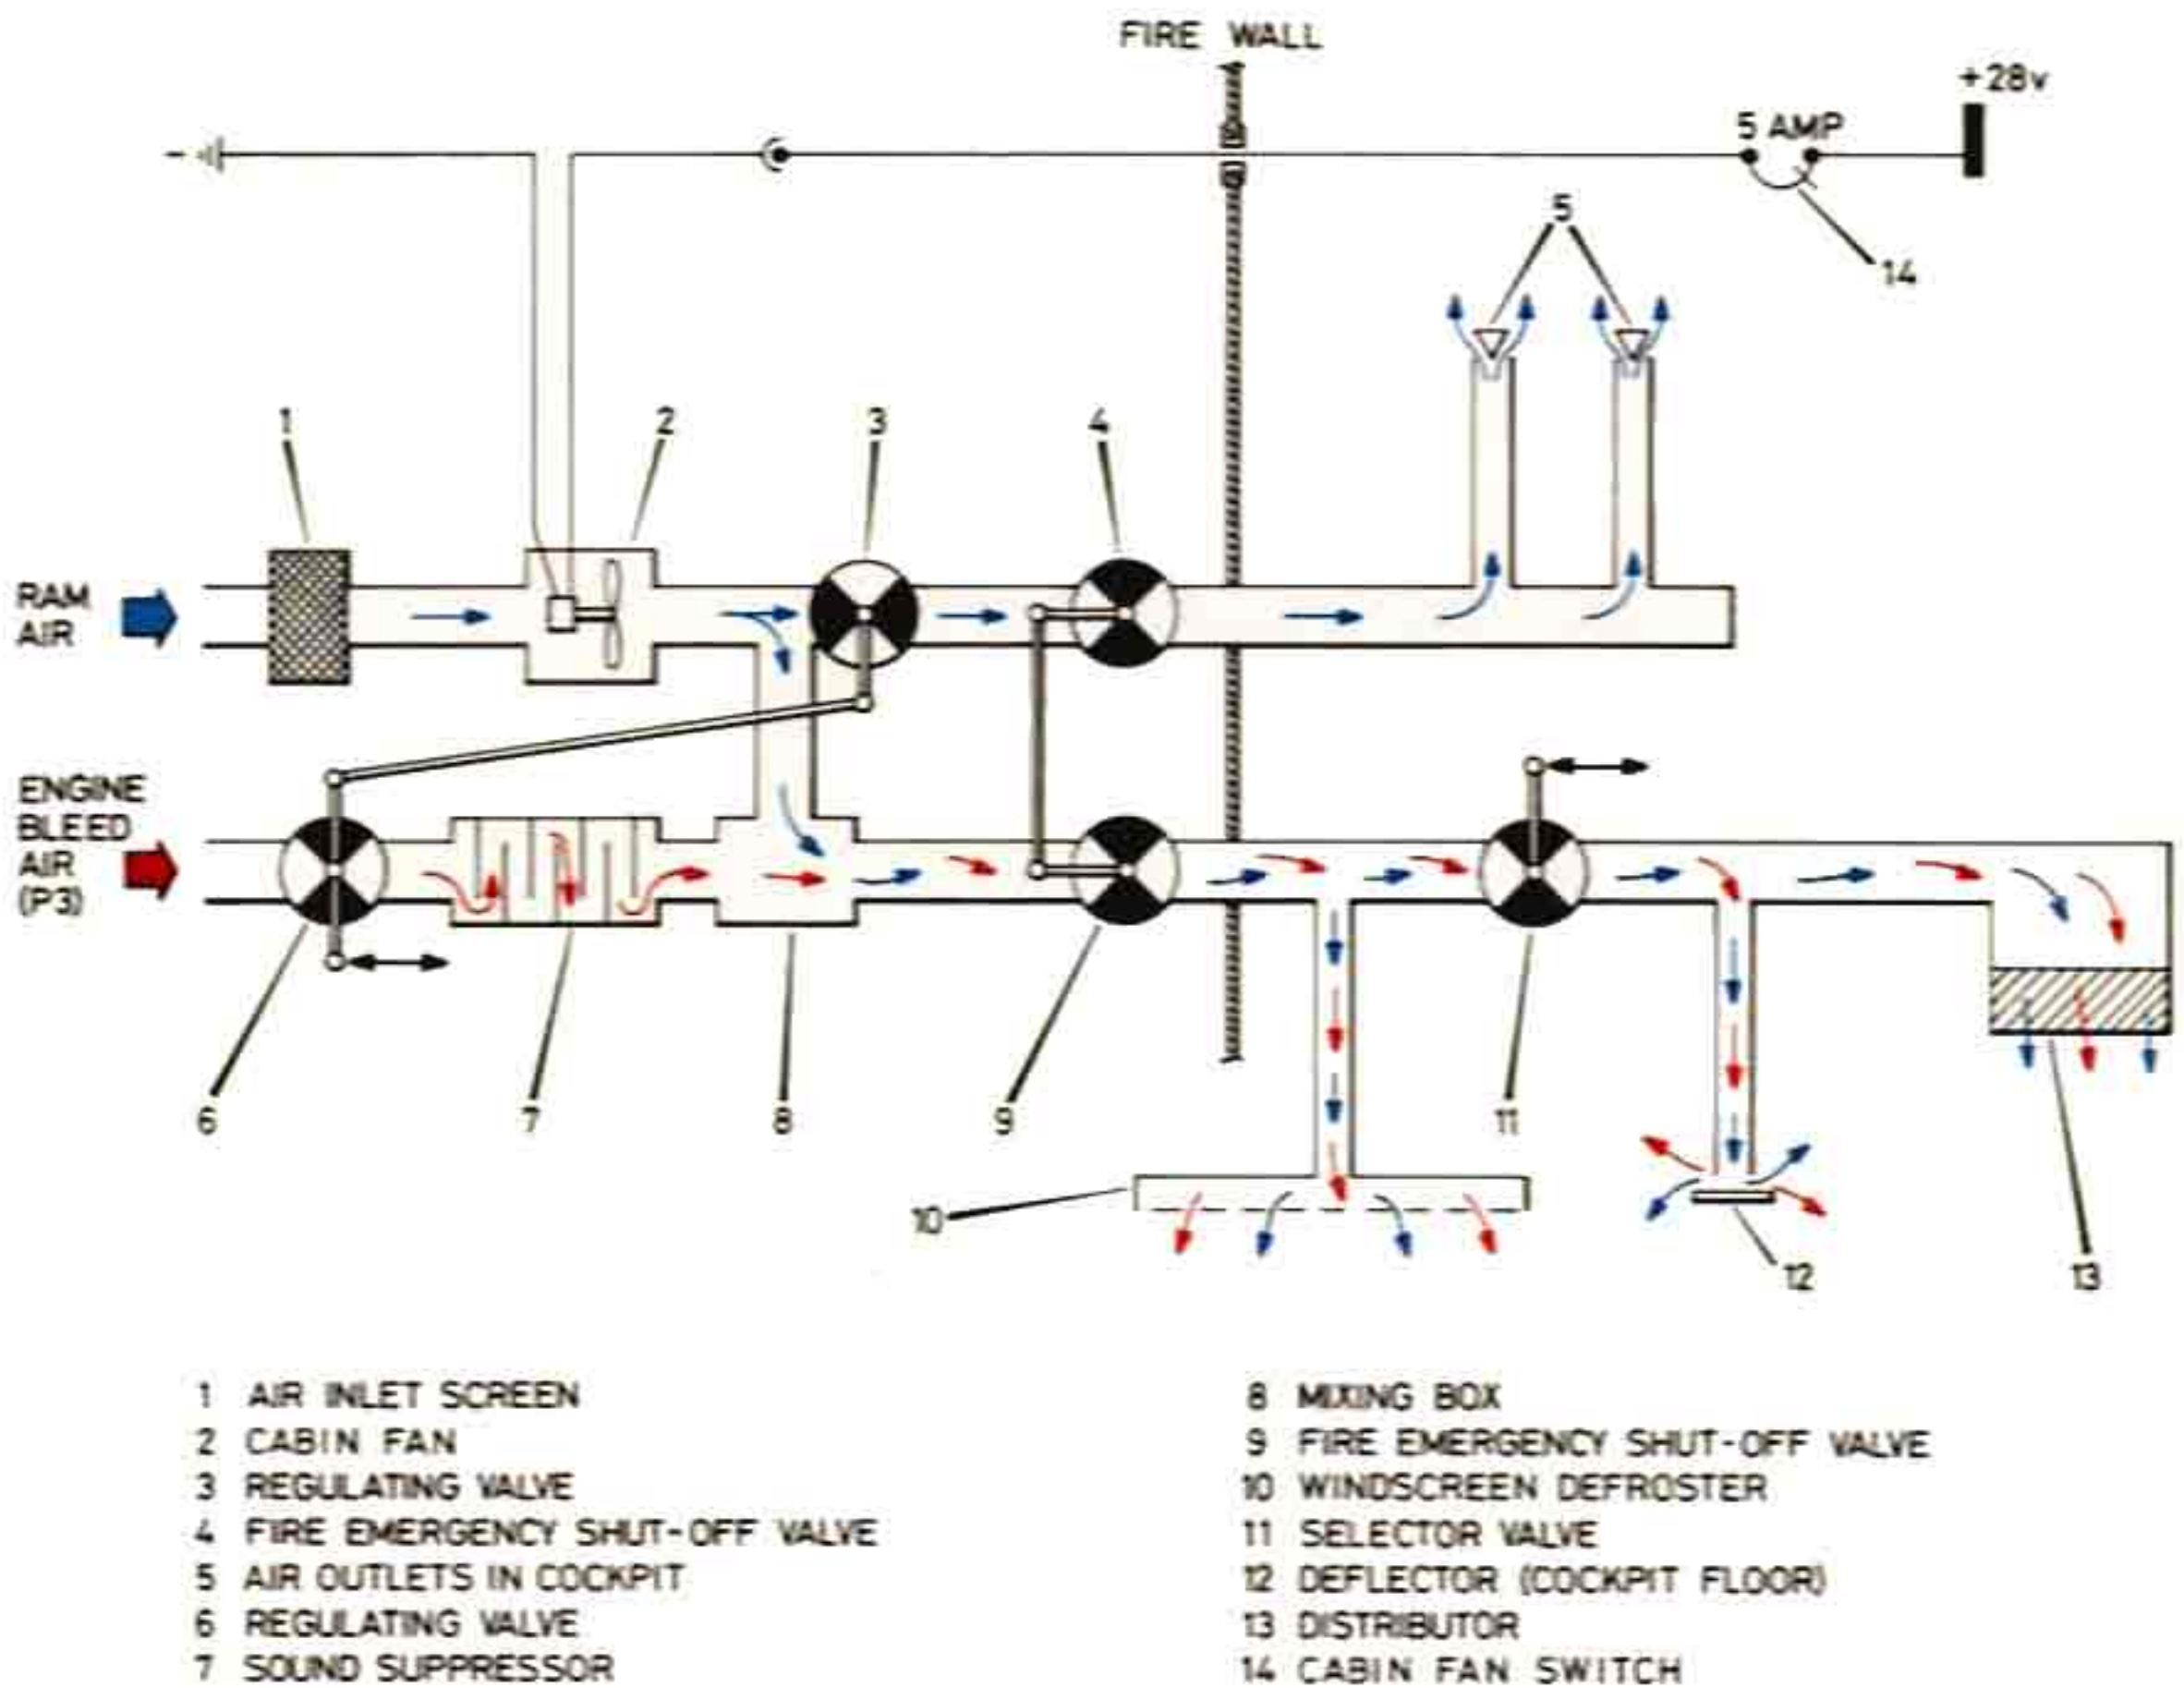 FIRE WALL
+28v
5 AMP
-
5
14
1
2
3
4
RAM
AIR
ENGINE
BLEED
AIR
(P3)
6
7
8
9
11
10
12
13
1 AIR INLET SCREEN
2 CABIN FAN
3 REGULATING VALVE
4 FIRE EMERGENCY SHUT-OFF VALVE
5 AIR OUTLETS IN COCKPIT
6 REGULATING VALVE
7 SOUND SUPPRESSOR
8 MIXING BOX
9 FIRE EMERGENCY SHUT-OFF VALVE
10 WINDSCREEN DEFROSTER
11 SELECTOR VALVE
12 DEFLECTOR (COCKPIT FLOOR)
13 DISTRIBUTOR
14 CABIN FAN SWITCH